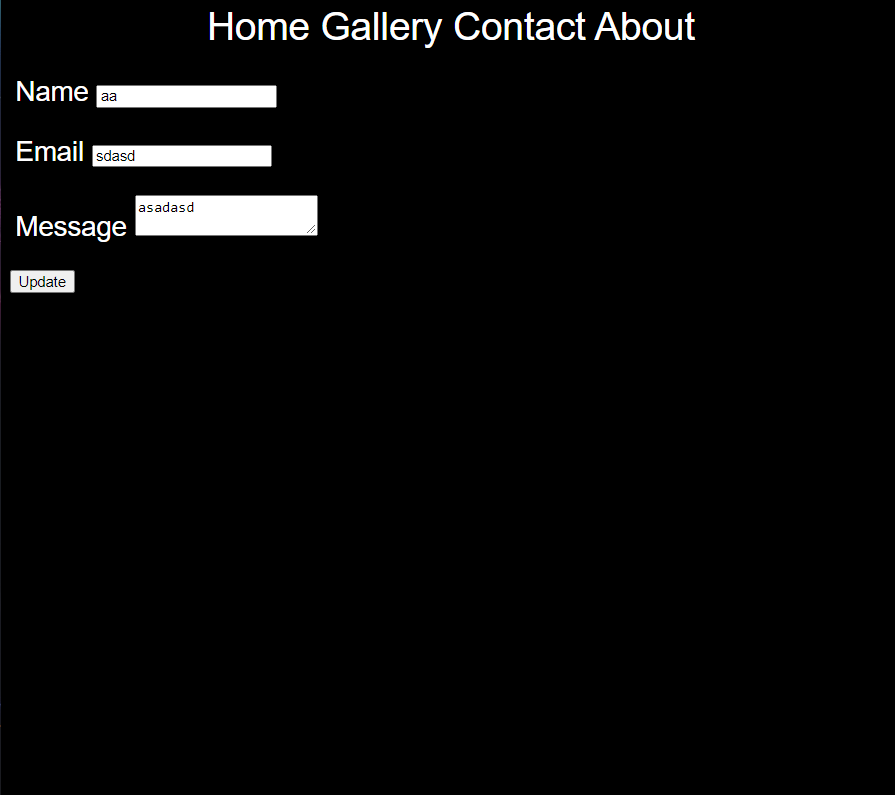 Home Gallery Contact About
Name aa
Email sdasd
Message asadasd
Update